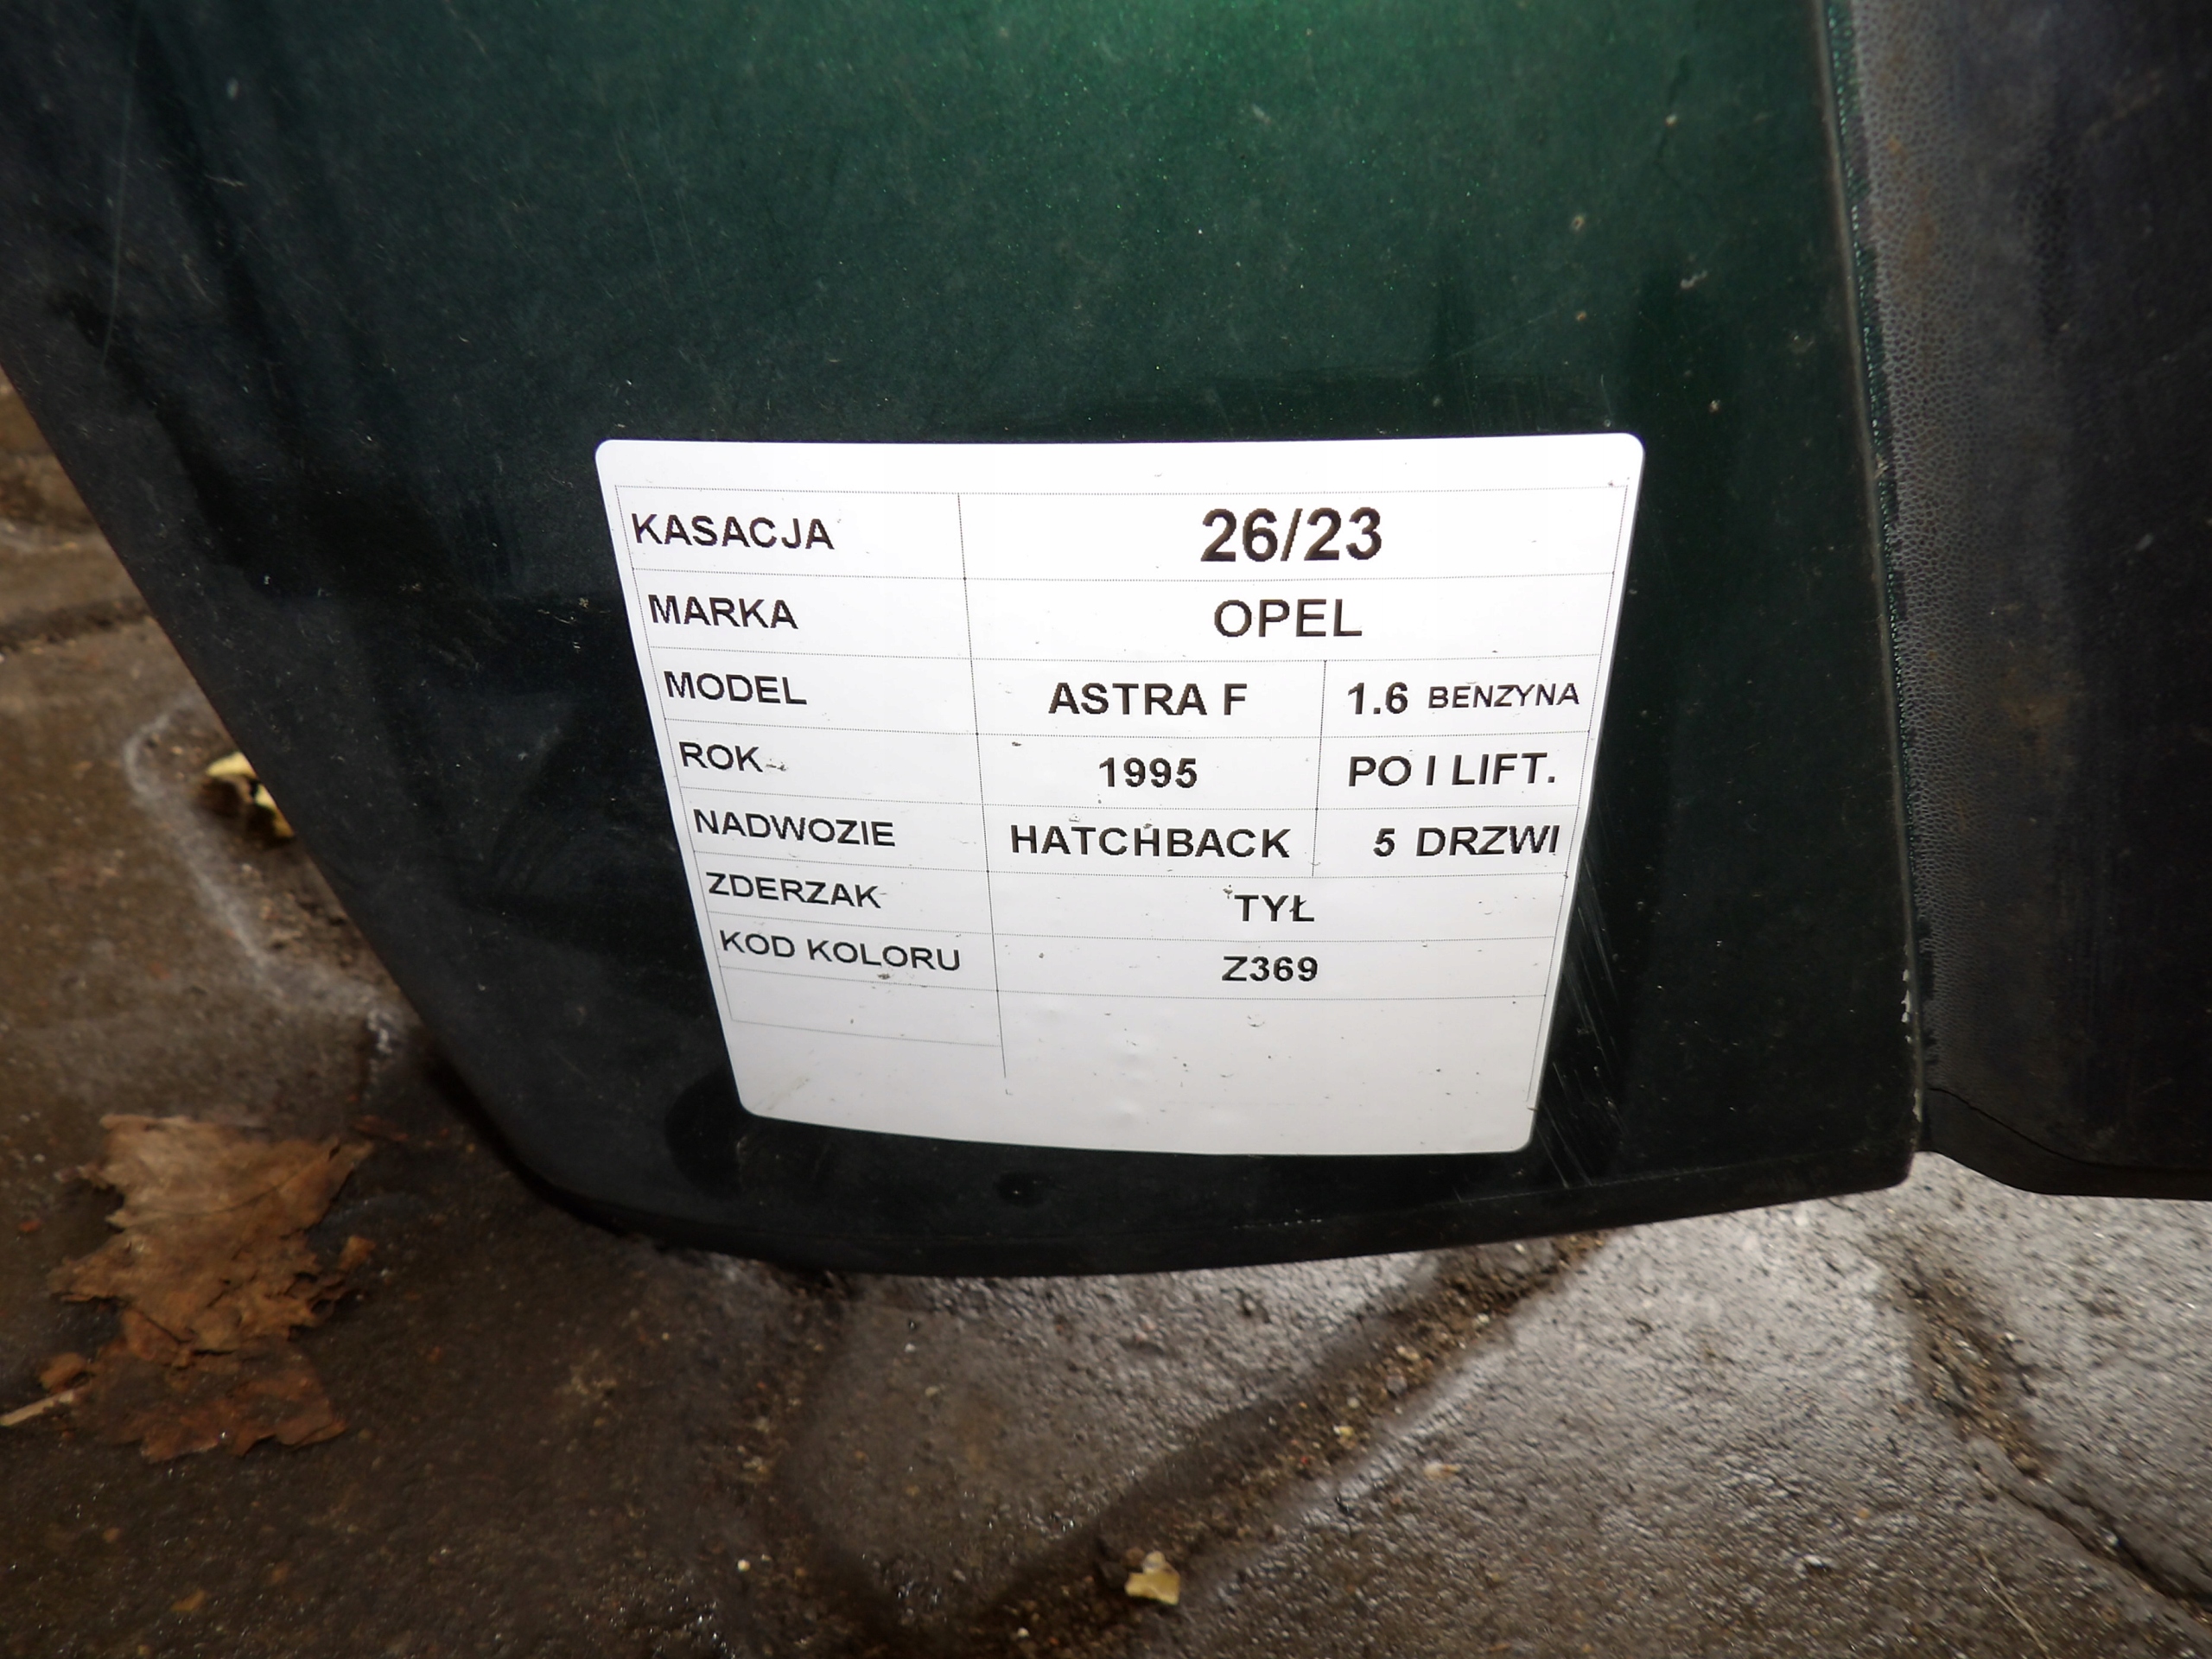 KASACJA 26/23
MARKA OPEL
MODEL ASTRA F 1.6 BENZYNA
ROK 1995 PO I LIFT.
NADWOZIE HATCHBACK 5 DRZWI
ZDERZAK TYŁ
KOD KOLORU Z369